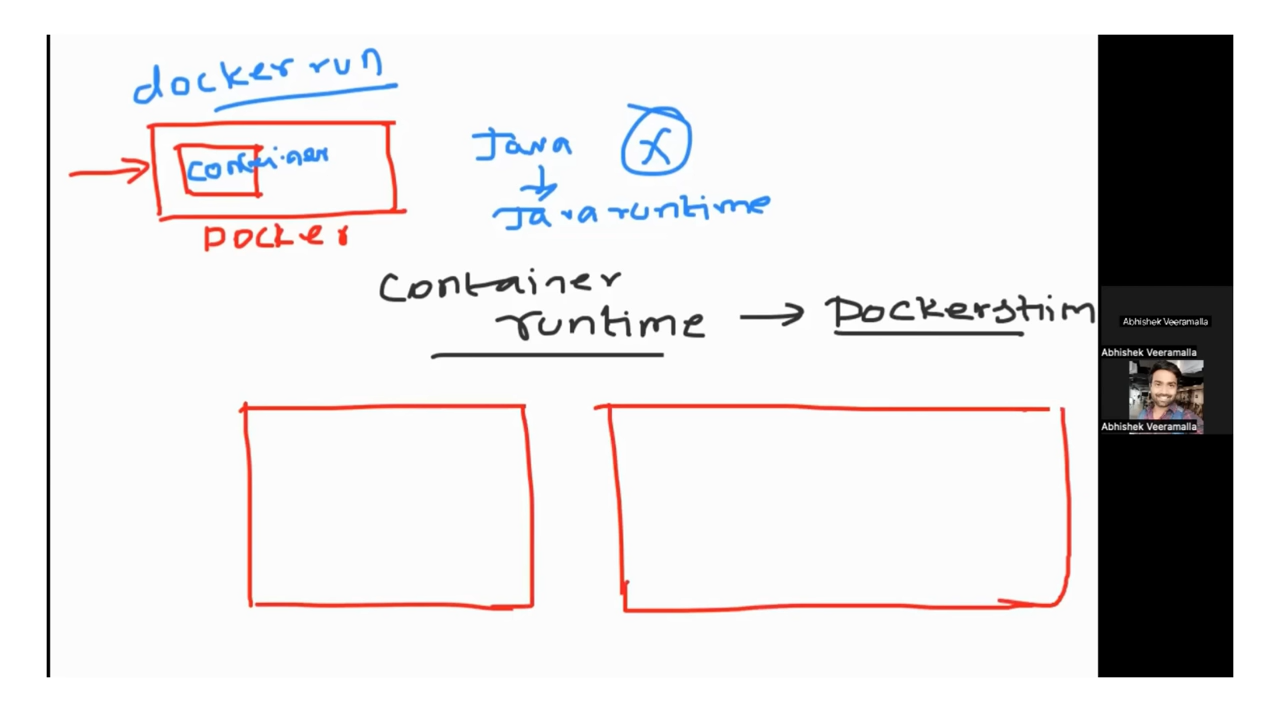 docker run
container
Docker
Java
X
Java runtime
Container
runtime → Dockershim
Abhishek Veeramalla
Abhishek Veeramalla
Abhishek Veeramalla